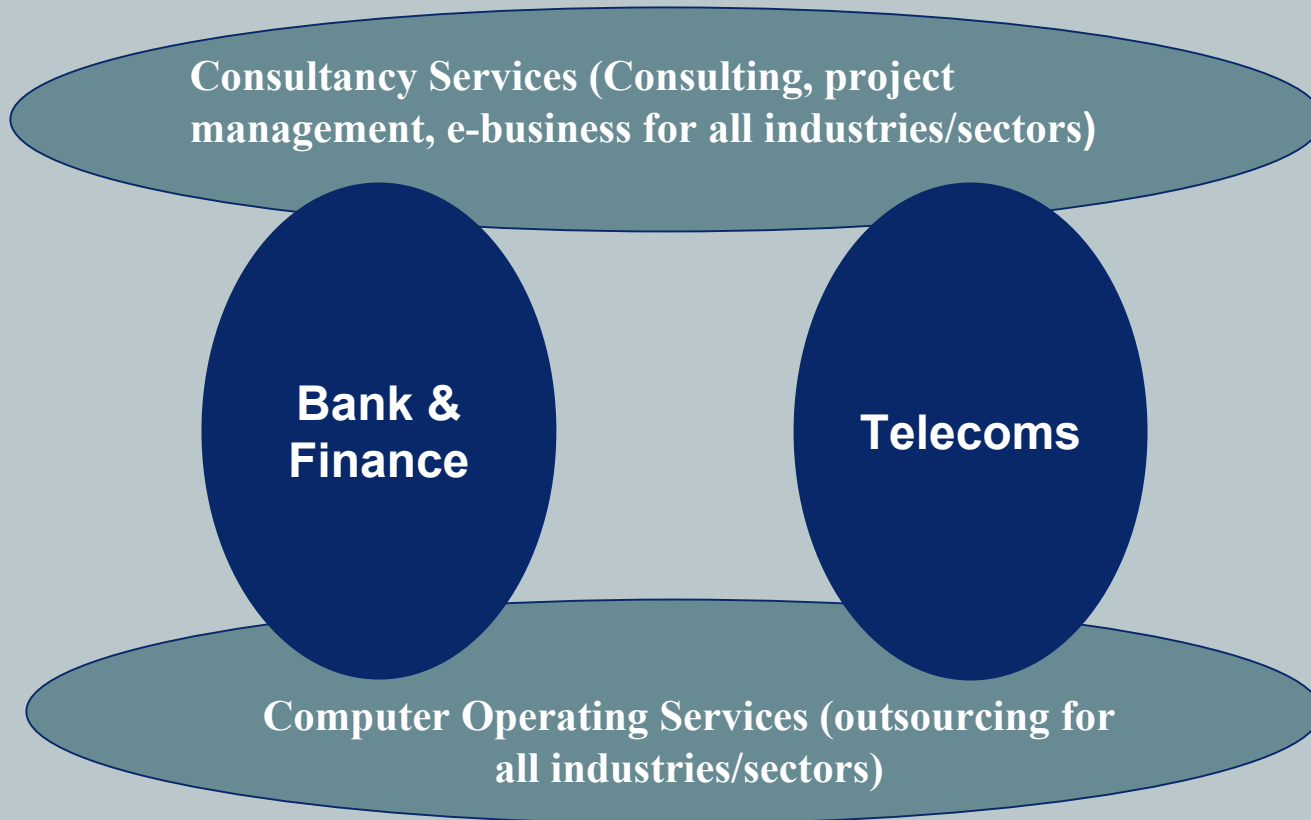 Consultancy Services (Consulting, project
management, e-business for all industries/sectors)
Bank &
Finance
Telecoms
Computer Operating Services (outsourcing for
all industries/sectors)